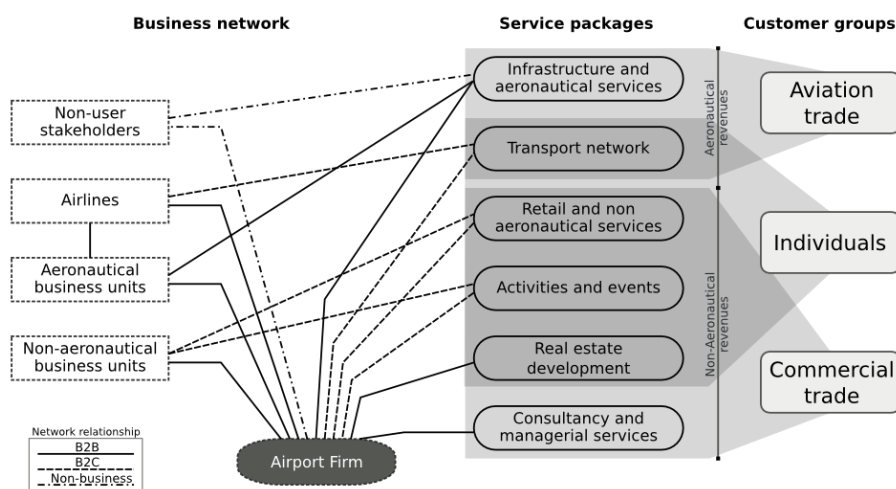 Business network
Service packages
Customer groups
Non-user
stakeholders
Airlines
Aeronautical
business units
Non-aeronautical
business units
Infrastructure and
aeronautical services
Transport network
Retail and non
aeronautical services
Activities and events
Real estate
development
Consultancy and
managerial services
Aeronautical
revenues
Non-Aeronautical
revenues
Aviation
trade
Individuals
Commercial
trade
Network relationship
B2B
B2C
Non-business
Airport Firm